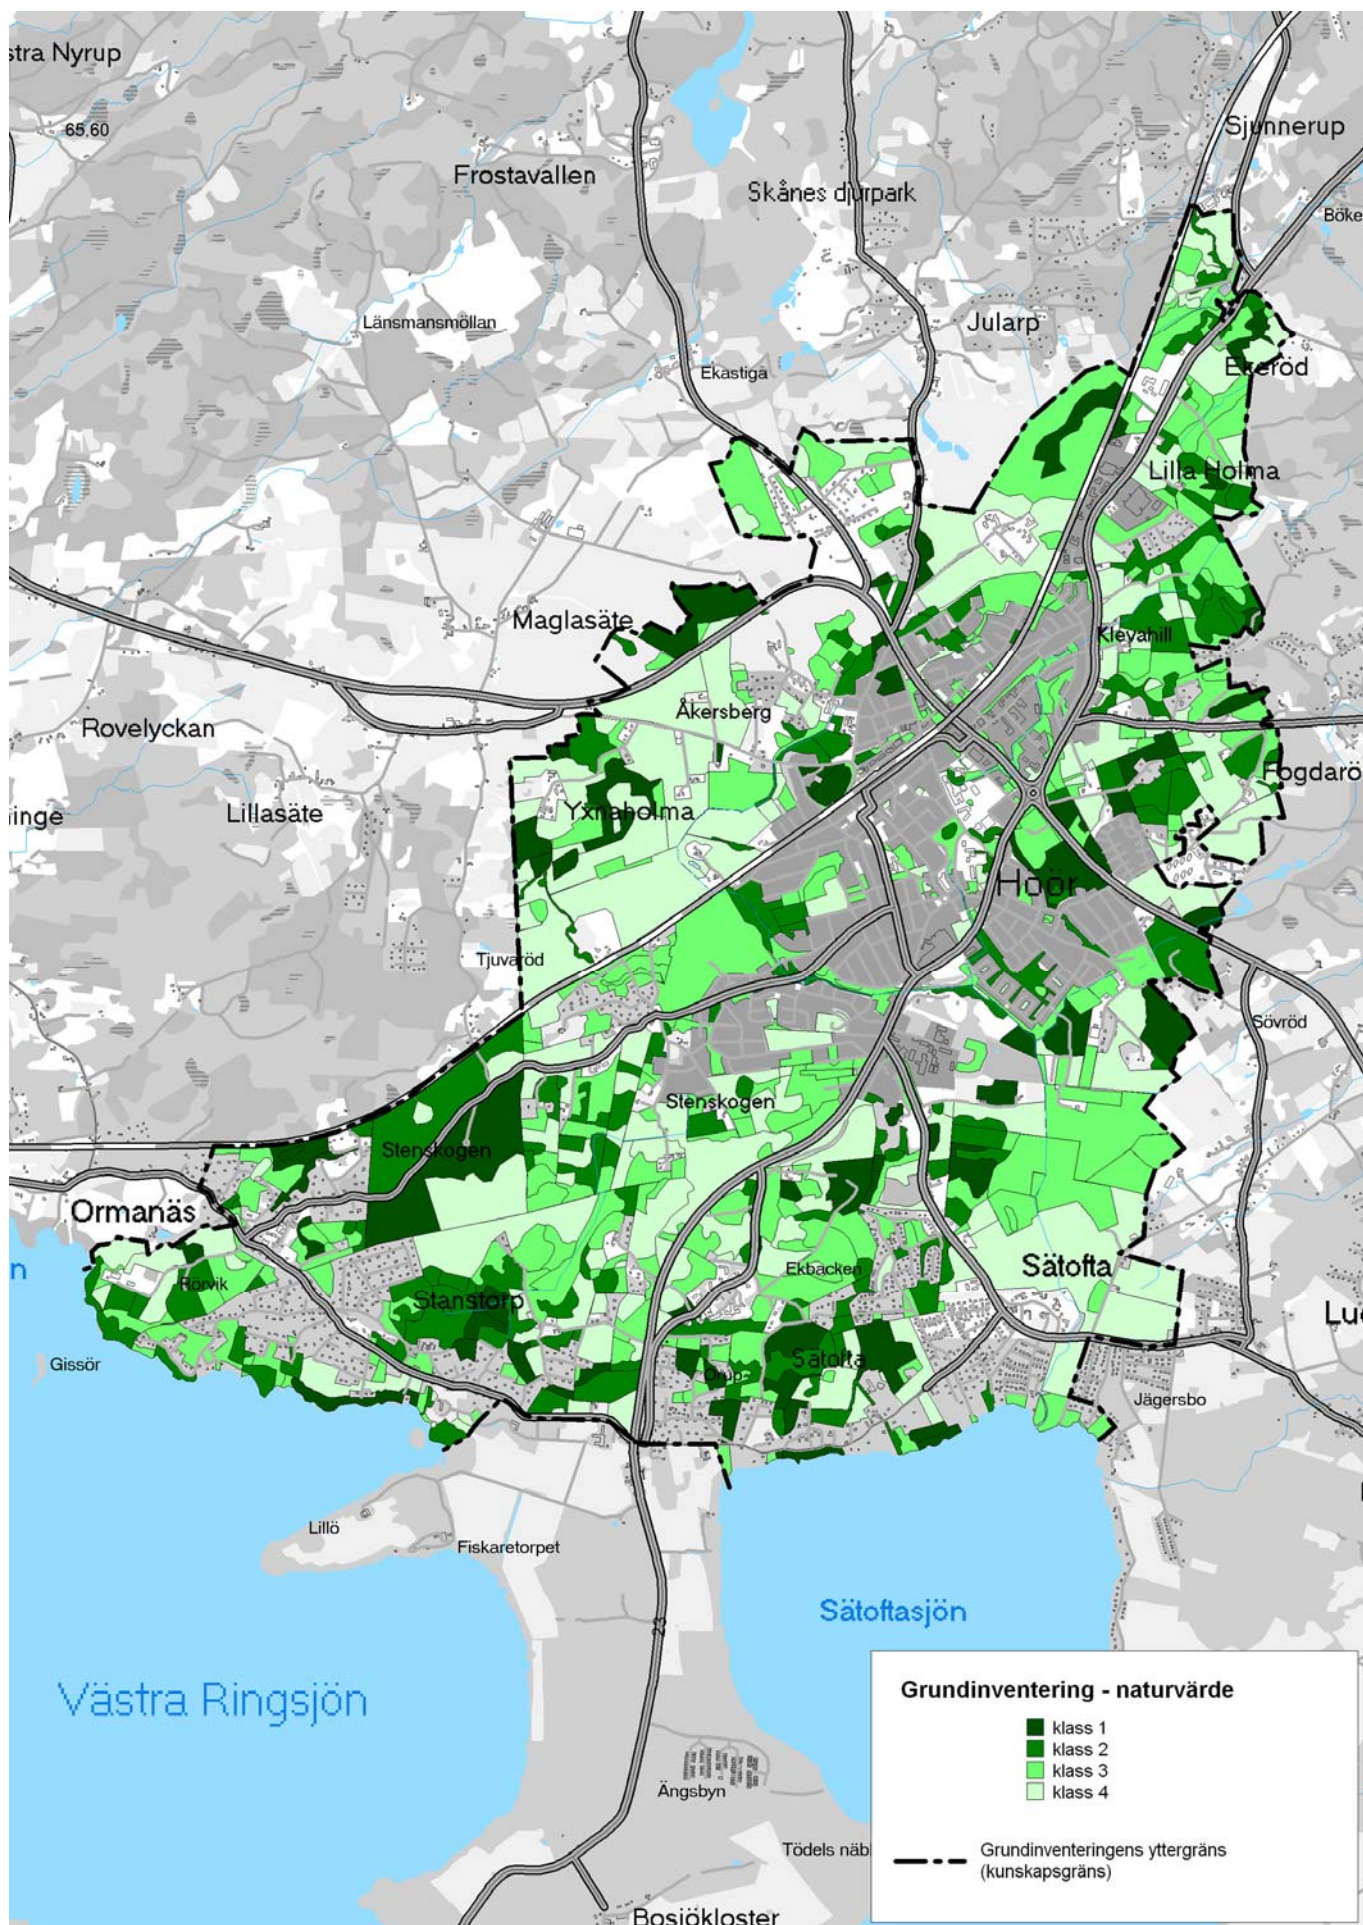 stra Nyrup
65,60
Sjunnerup
Frostavallen
Skånes djurpark
Böke
Länsmansmöllan
Jularp
Ekastiga
Ekeröd
Lilla Holma
Maglasäte
Klevahill
Åkersberg
Rovelyckan
Fogdarö
Lillasäte
Yxnaholma
inge
Höör
Tjuvaröd
Sövröd
Stenskogen
Stenskogen
Ormanäs
n
Rörvik
Ekbacken
Sätofta
Stanstorp
Gissör
Sätofta
Orup
Jägersbo
Lillö
Fiskaretorpet
Sätoftasjön
23
Västra Ringsjön
Ängsbyn
Tödels näb
Bosjökloster
Grundinventering - naturvärde
klass 1
klass 2
klass 3
klass 4
Grundinventeringens yttergräns
(kunskapsgräns)